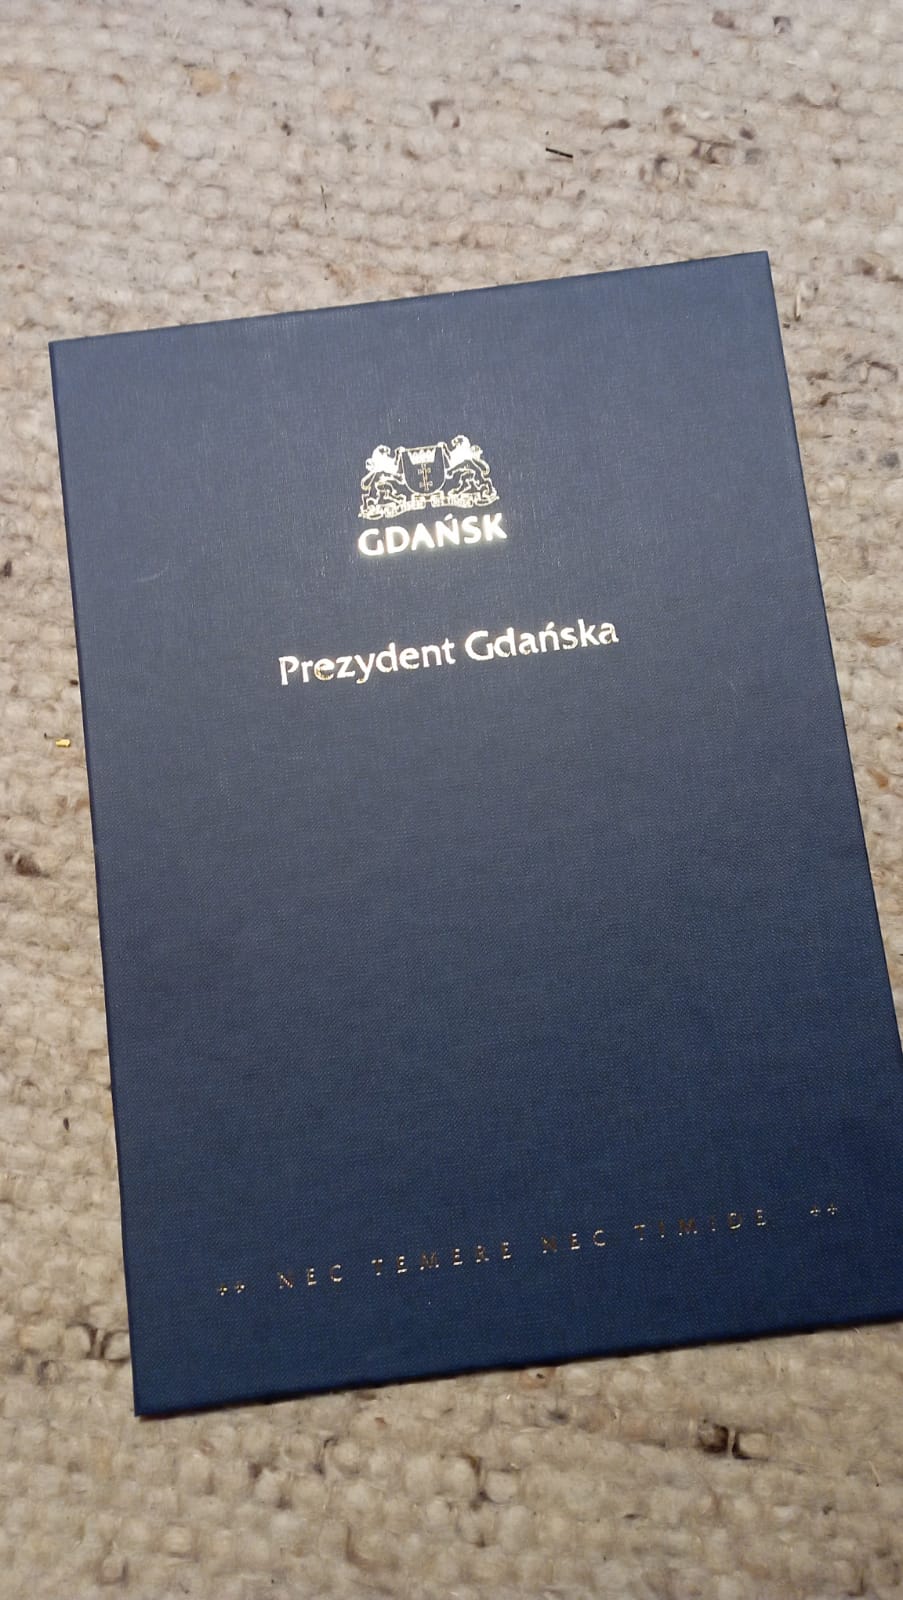 GDAŃSK
Prezydent Gdańska
NEC TEMERE NEC TIMIDE